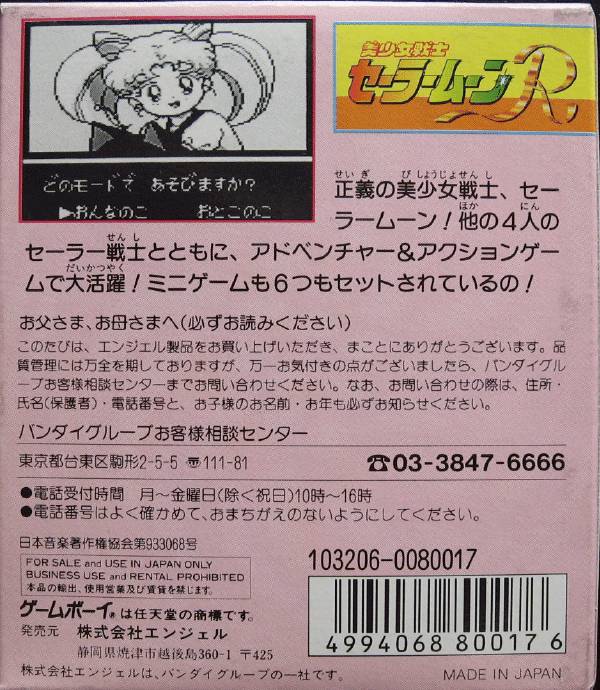 美少女戦士
セーラームーンR
どのモードで あそびますか?
▶おんなのこ おとこのこ
正義の美少女戦士、セー
ラームーン!他の4人の
セーラー戦士とともに、アドベンチャー&アクションゲー
ムで大活躍!ミニゲームも6つもセットされているの!
お父さま、お母さまへ(必ずお読みください)
このたびは、エンジェル製品をお買い上げいただき、まことにありがとうございます。品
質管理には万全を期しておりますが、万一お気付きの点がございましたら、バンダイグル
ープお客様相談センターまでお問い合わせください。なお、お問い合わせの際は、住所・
氏名(保護者)・電話番号と、お子様のお名前・お年も必ずお知らせください。
バンダイグループお客様相談センター
東京都台東区駒形2-5-5 〒111-81 ☎03-3847-6666
●電話受付時間 月〜金曜日(除く祝日)10時〜16時
●電話番号はよく確かめて、おまちがえのないようにしてください。
日本音楽著作権協会第933068号
FOR SALE and USE IN JAPAN ONLY
BUSINESS USE and RENTAL PROHIBITED
本品の輸出、使用営業及び賃貸を禁じます。
ゲームボーイ®は任天堂の商標です。
発売元 株式会社エンジェル
静岡県焼津市越後島360-1 〒425
株式会社エンジェルは、バンダイグループの一社です。
103206-0080017
4994068800176
MADE IN JAPAN